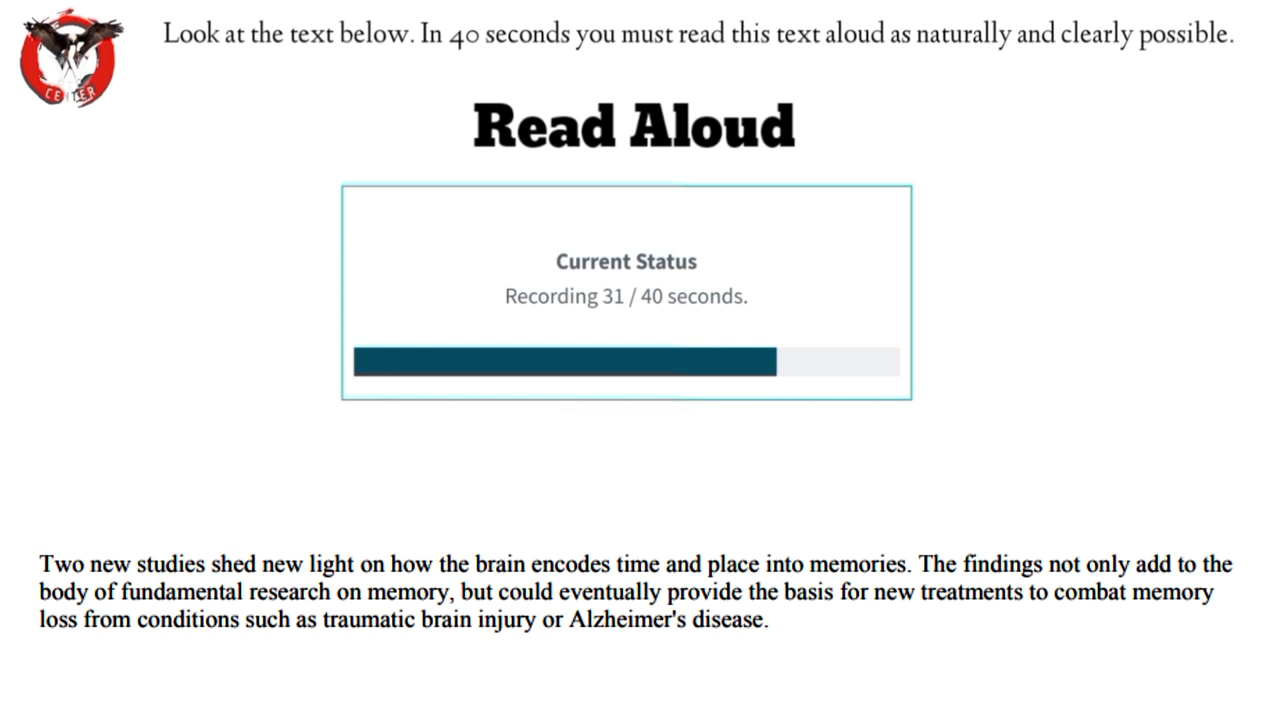 Look at the text below. In 40 seconds you must read this text aloud as naturally and clearly possible.
CENTER
Read Aloud
Current Status
Recording 31 / 40 seconds.
Two new studies shed new light on how the brain encodes time and place into memories. The findings not only add to the
body of fundamental research on memory, but could eventually provide the basis for new treatments to combat memory
loss from conditions such as traumatic brain injury or Alzheimer's disease.